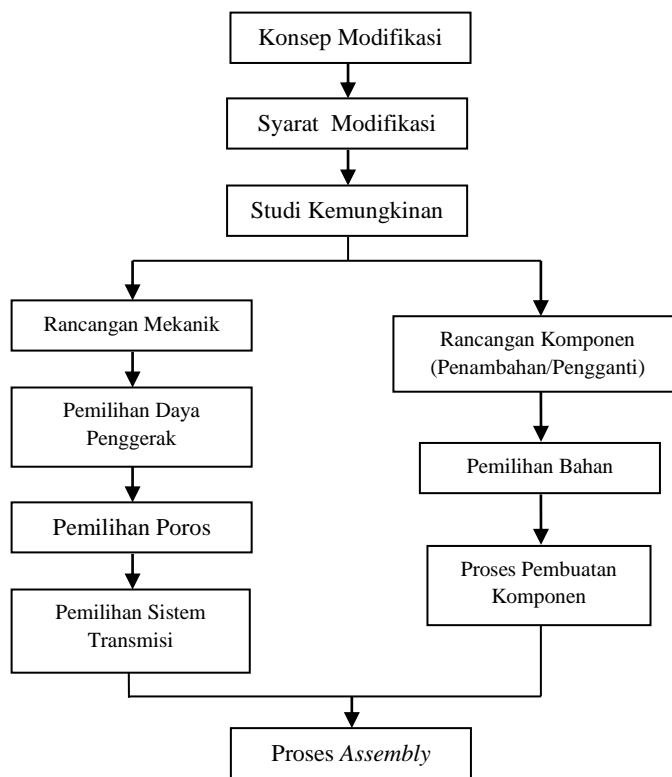 Konsep Modifikasi
Syarat Modifikasi
Studi Kemungkinan
Rancangan Mekanik
Pemilihan Daya
Penggerak
Pemilihan Poros
Pemilihan Sistem
Transmisi
Rancangan Komponen
(Penambahan/Pengganti)
Pemilihan Bahan
Proses Pembuatan
Komponen
Proses Assembly